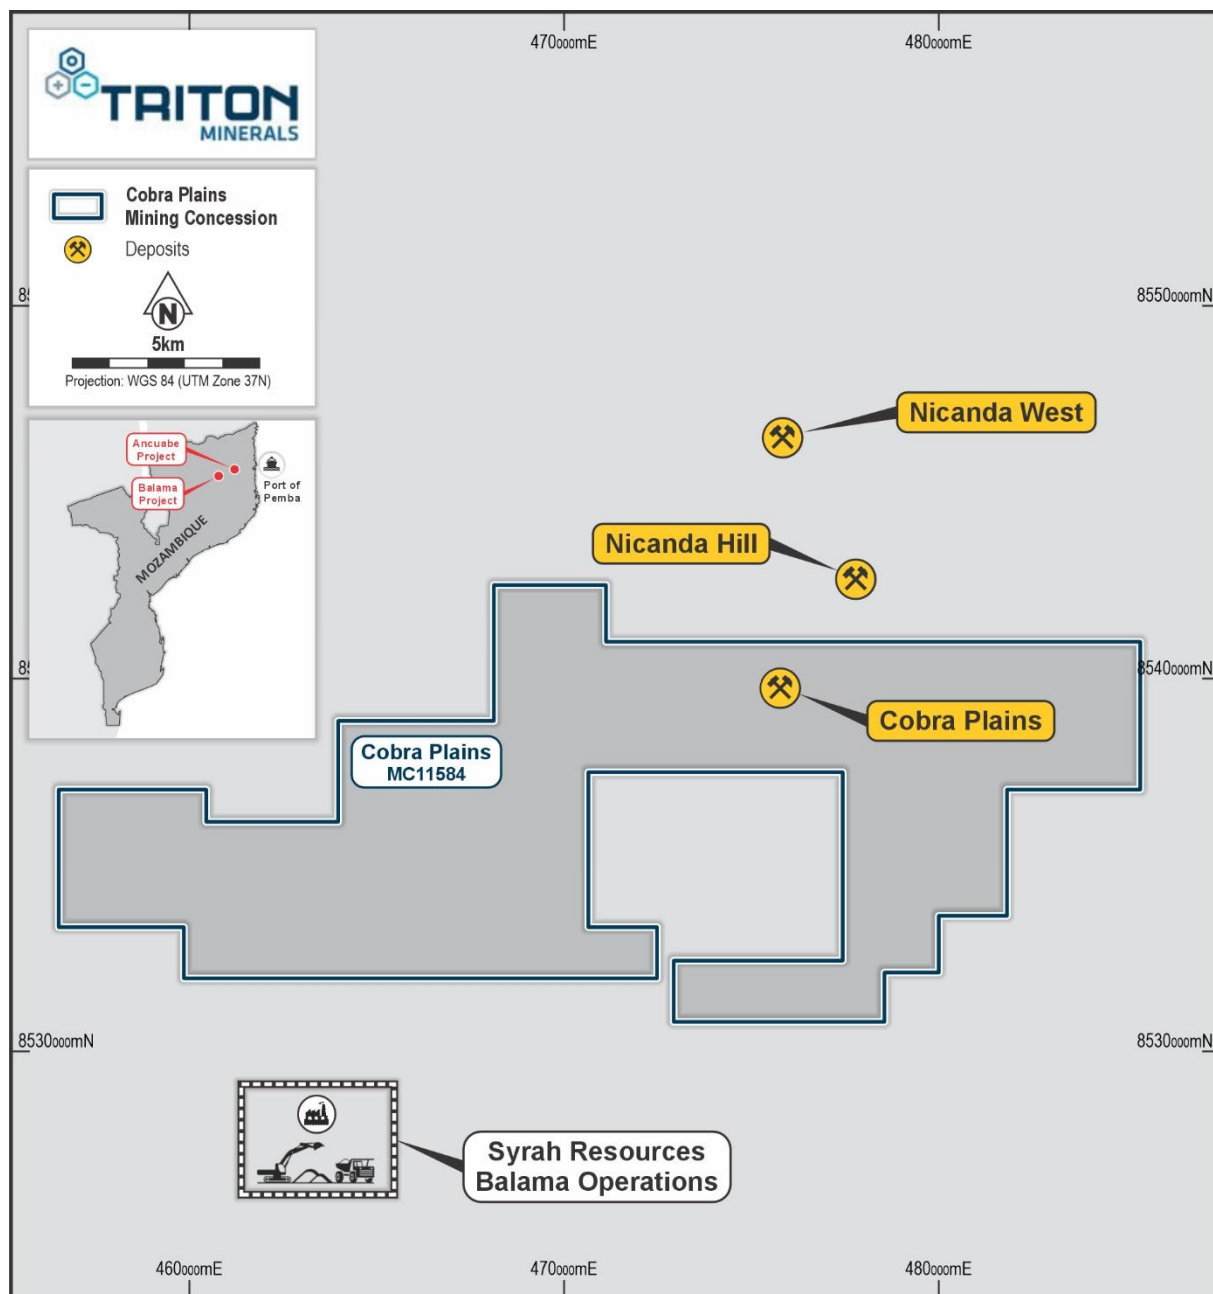 470000mE
480000mE
TRITON
MINERALS
Cobra Plains
Mining Concession
Deposits
N
5km
Projection: WGS 84 (UTM Zone 37N)
8550000mN
Ancuabe
Project
Balama
Project
Port of
Pemba
MOZAMBIQUE
Nicanda West
Nicanda Hill
8540000mN
Cobra Plains
Cobra Plains
MC11584
8530000mN
8530000mN
Syrah Resources
Balama Operations
460000mE
470000mE
480000mE